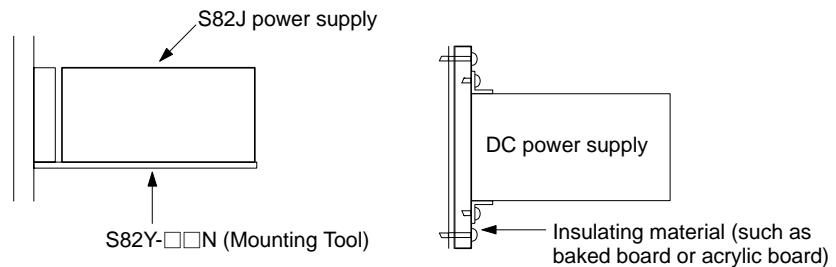 S82J power supply
DC power supply
S82Y-□□N (Mounting Tool)
Insulating material (such as
baked board or acrylic board)